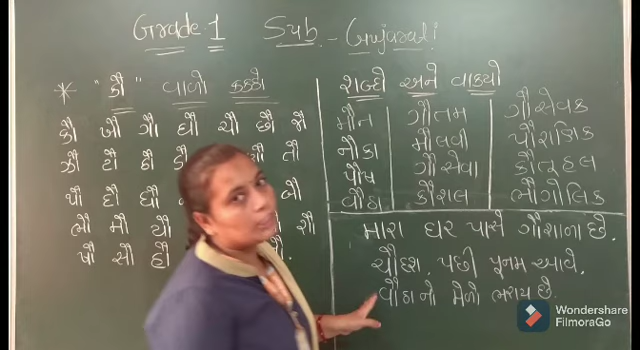 Grade:1 Sub.- Gujarati
* "કૌ" વાળો કક્કો
કૌ ખૌ ગૌ ઘૌ ચૌ છૌ જૌ
ઝૌ ટૌ ઠૌ તૌ
થૌ દૌ ધૌ બૌ
ભૌ મૌ યૌ શૌ
ષૌ સૌ હૌ
શબ્દો અને વાક્યો
મૌન ગૌતમ ગૌસેવક
નૌકા મૌલવી પૌરાણિક
પૌષ ગૌસેવા કૌતૂહલ
વૌઠા કૌશલ ભૌગોલિક
મારા ઘર પાસે ગૌશાળા છે.
ચૌદશ. પછી પૂનમ આવે.
વૌઠા નો મેળો ભરાય છે.
Wondershare
FilmoraGo